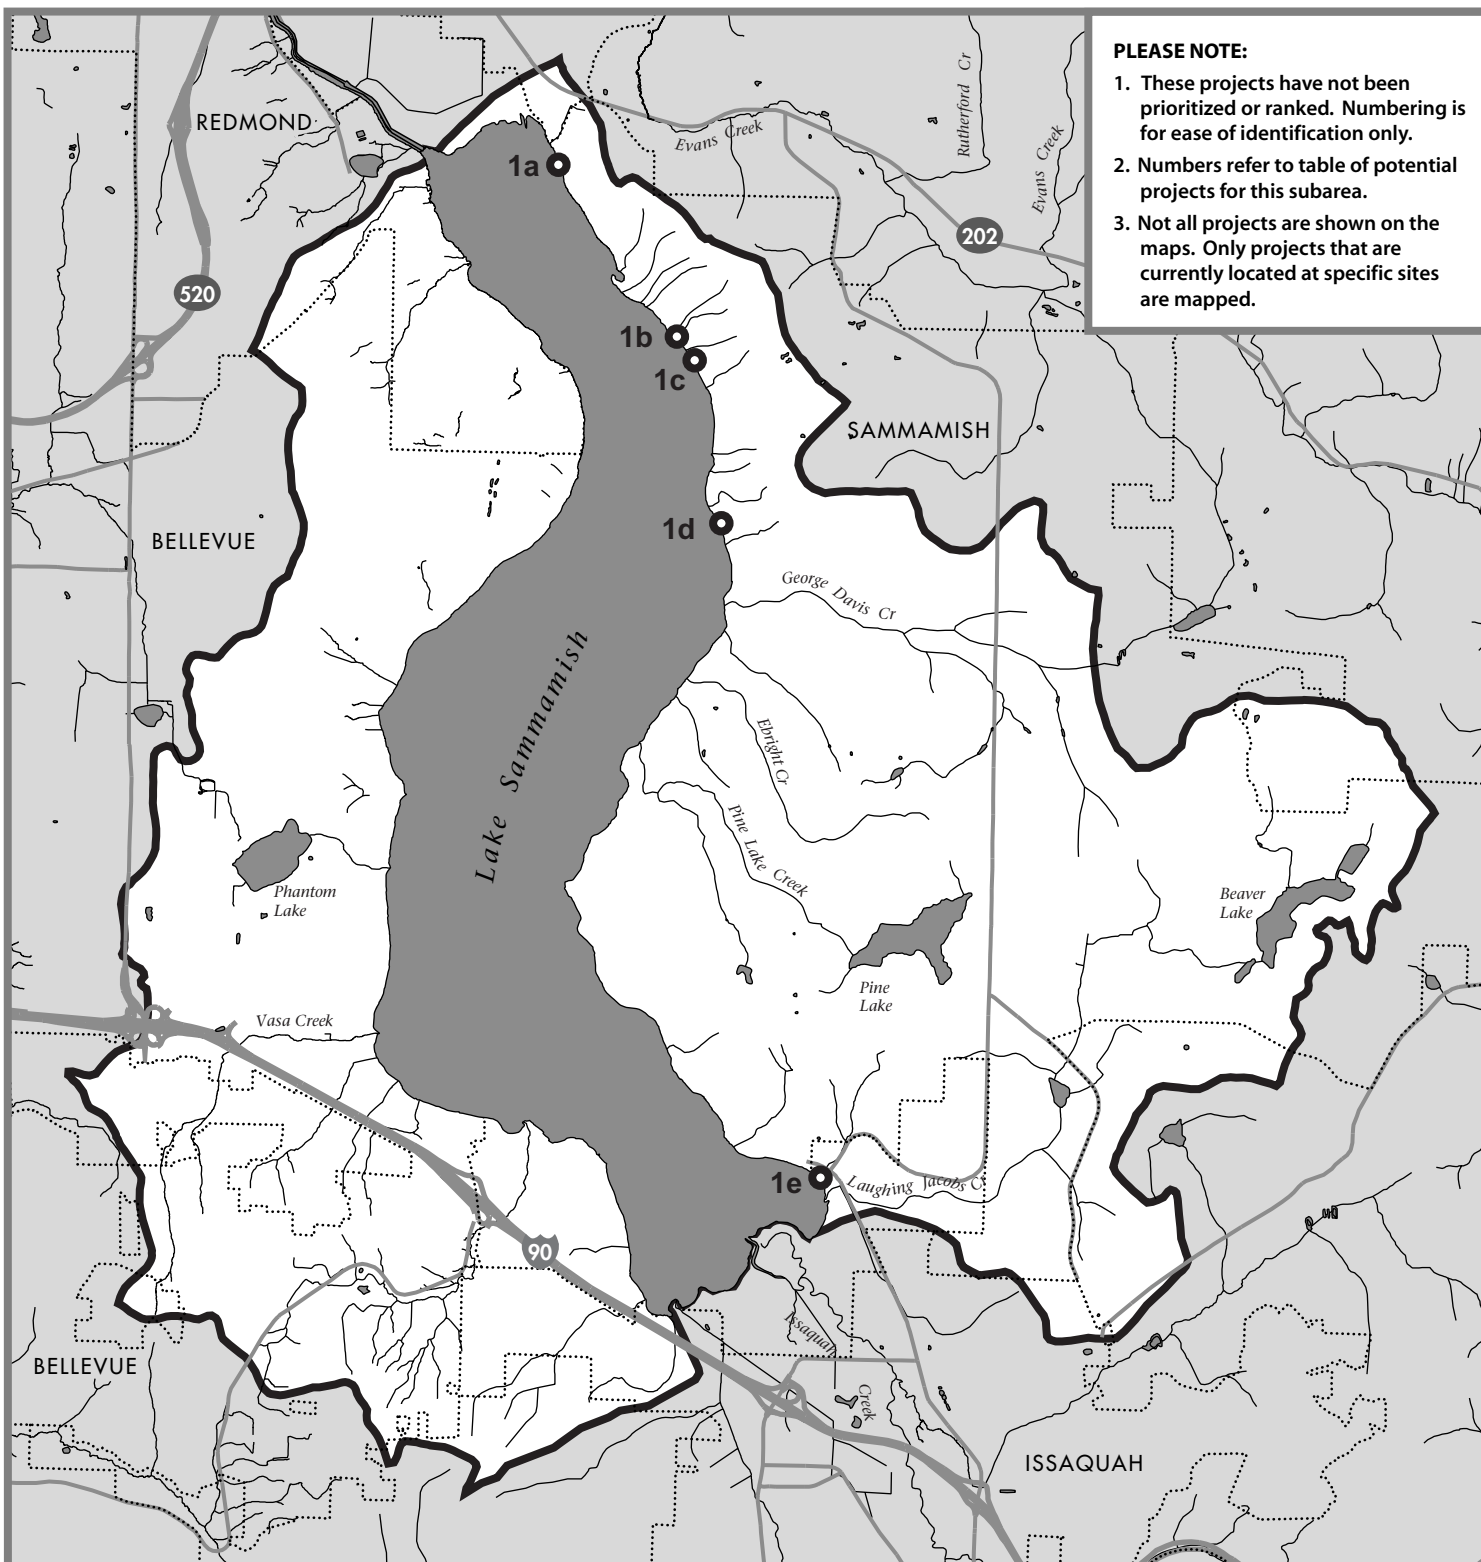 PLEASE NOTE:
1. These projects have not been
prioritized or ranked. Numbering is
for ease of identification only.
2. Numbers refer to table of potential
projects for this subarea.
3. Not all projects are shown on the
maps. Only projects that are
currently located at specific sites
are mapped.
REDMOND
Rutherford Cr
Evans Creek
Evans Creek
1a
202
520
1b
1c
SAMMAMISH
1d
BELLEVUE
George Davis Cr
Lake Sammamish
Ebright Cr
Pine Lake Creek
Phantom
Lake
Beaver
Lake
Pine
Lake
Vasa Creek
1e
Laughing Jacobs C
90
Issaquah
Creek
BELLEVUE
ISSAQUAH